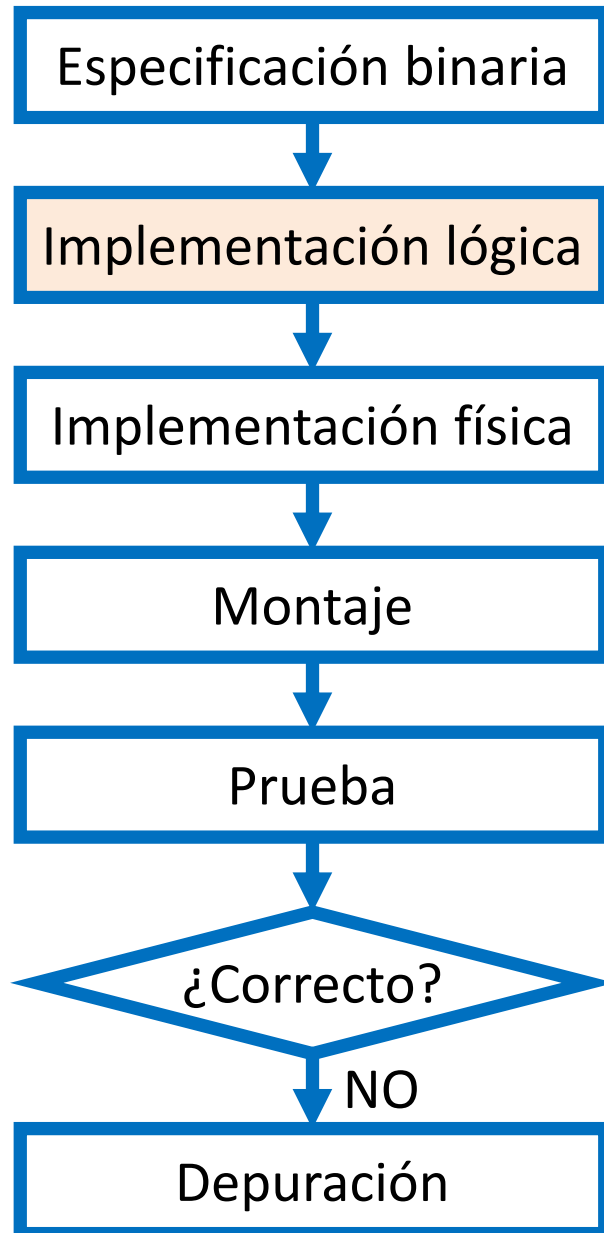 Especificación binaria
Implementación lógica
Implementación física
Montaje
Prueba
¿Correcto?
NO
Depuración